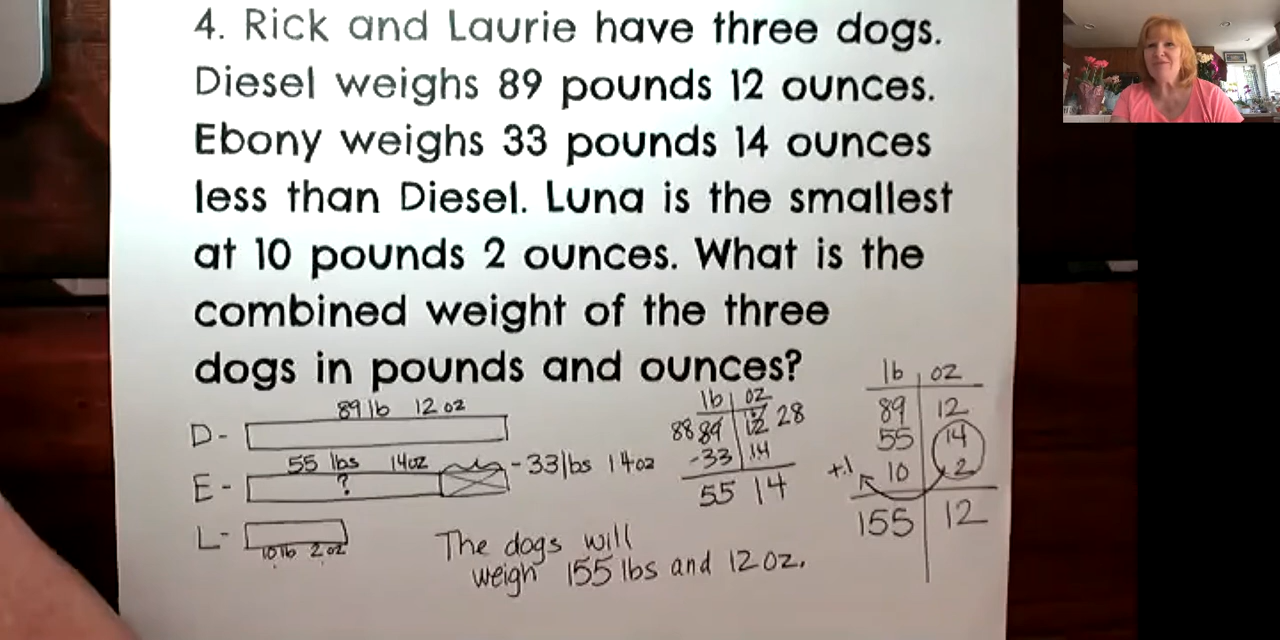 4. Rick and Laurie have three dogs.
Diesel weighs 89 pounds 12 ounces.
Ebony weighs 33 pounds 14 ounces
less than Diesel. Luna is the smallest
at 10 pounds 2 ounces. What is the
combined weight of the three
dogs in pounds and ounces?
89 lb 12 oz
D-
55 lbs 14oz
E- ? -33lbs 14oz
L-
10lb 2 oz
lb oz
88 89 12 28
-33 14
55 14
lb oz
89 12
55 14
+1 10 2
155 12
The dogs will
weigh 155 lbs and 12 oz.